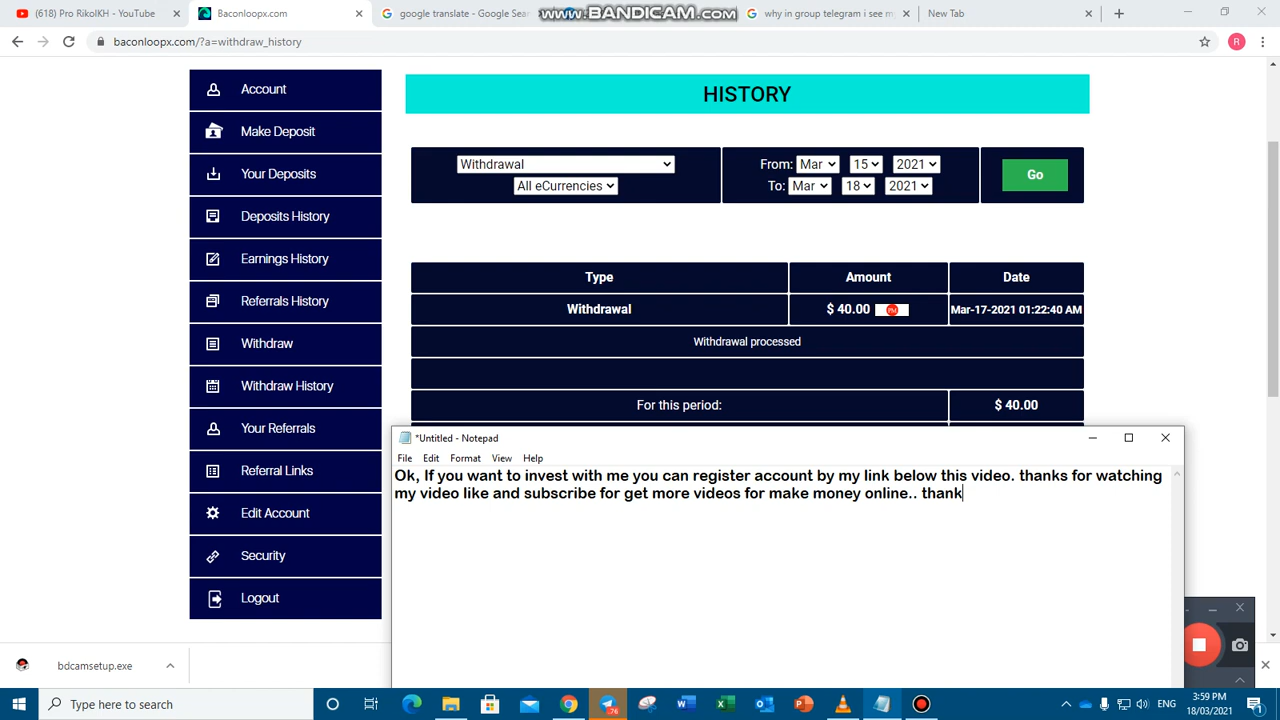 (618) Pro RikolKH - YouTube
Baconloopx.com
google translate - Google Sea
WWW.BANDICAM.COM
why in group telegram i see m
New Tab
baconloopx.com/?a=withdraw_history
R
Account
Make Deposit
Your Deposits
Deposits History
Earnings History
Referrals History
Withdraw
Withdraw History
Your Referrals
Referral Links
Edit Account
Security
Logout
HISTORY
Withdrawal
All eCurrencies
From: Mar 15 2021
To: Mar 18 2021
Go
Type Amount Date
Withdrawal $ 40.00 PM Mar-17-2021 01:22:40 AM
Withdrawal processed
For this period: $ 40.00
*Untitled - Notepad
File Edit Format View Help
Ok, If you want to invest with me you can register account by my link below this video. thanks for watching
my video like and subscribe for get more videos for make money online.. thank
bdcamsetup.exe
Type here to search
3:59 PM
18/03/2021